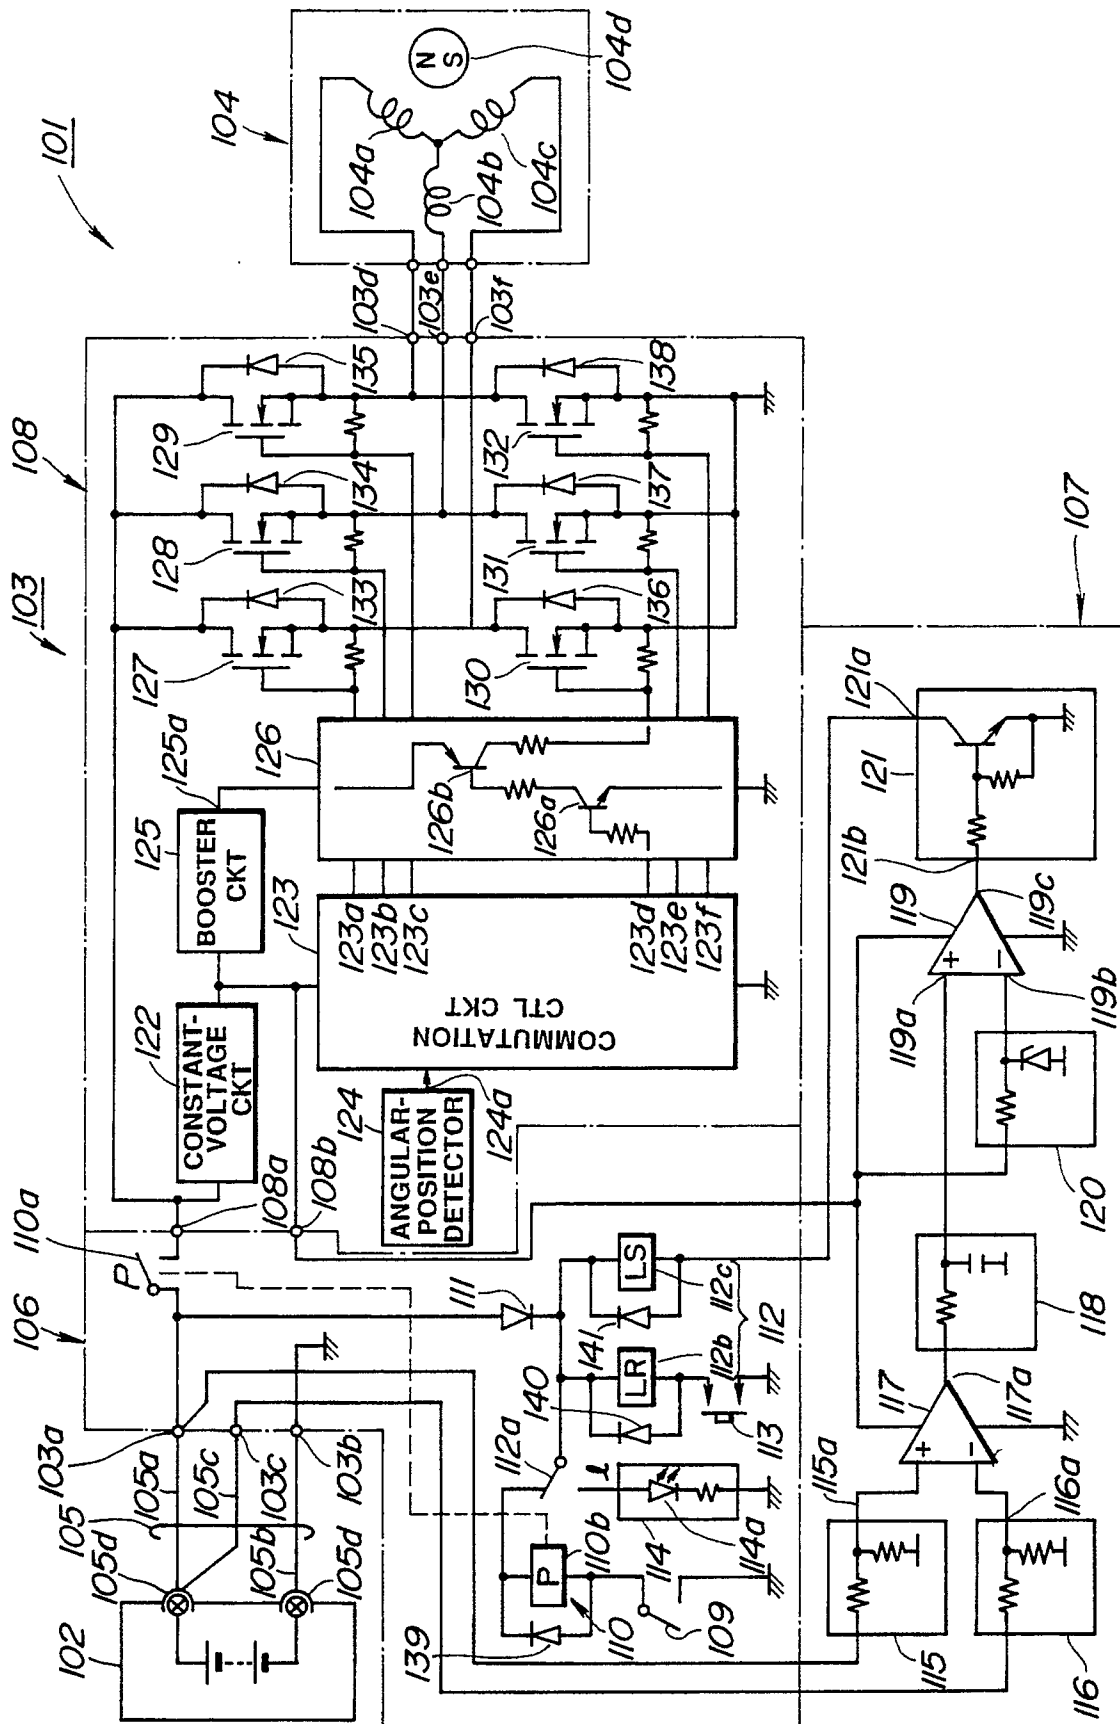 101
103
108
106
104
104a
104b
104c
104d
N
S
103d
103e
103f
135
129
134
128
133
127
138
132
137
131
136
130
126
126b
126a
125a
125
BOOSTER
CKT
123
123a
123b
123c
123d
123e
123f
COMMUTATION
CTL CKT
122
CONSTANT-
VOLTAGE
CKT
124
124a
ANGULAR-
POSITION
DETECTOR
108a
108b
110a
P
111
LS
112c
141
LR
112b
112
140
113
112a
l
114
114a
P
110b
110
109
139
103a
103c
103b
105a
105c
105
105d
105b
105d
102
107
121a
121
121b
119
119c
119a
119b
+
−
120
118
117
117a
+
−
115a
115
116a
116